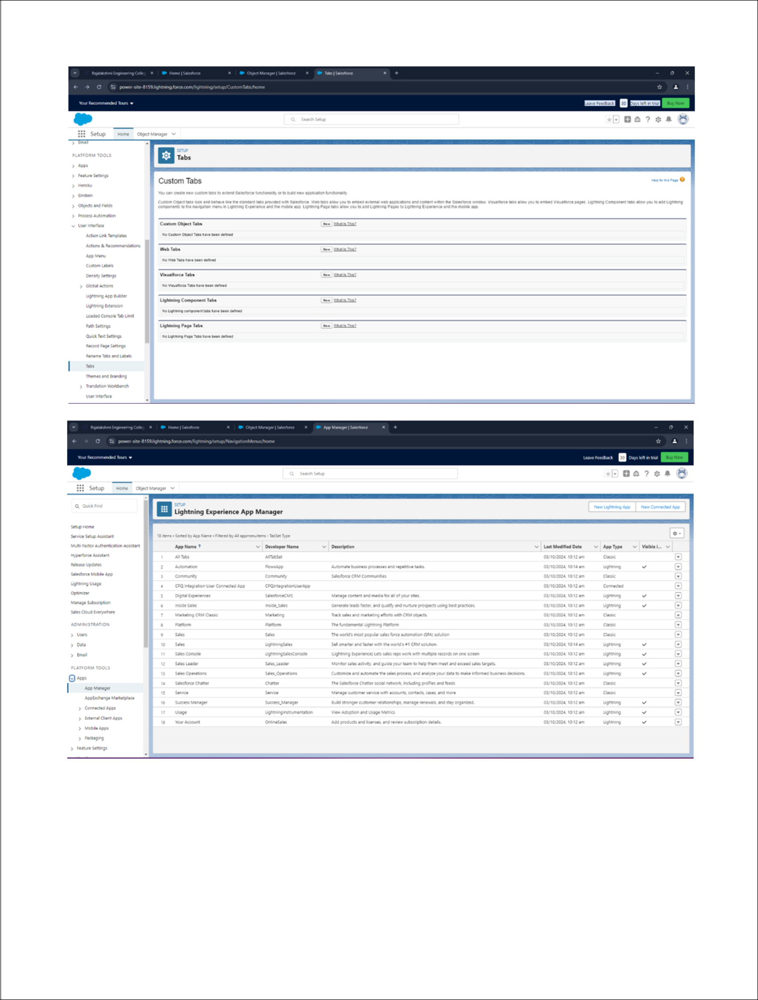 Rajalakshmi Engineering Colleg
Home | Salesforce
Object Manager | Salesforce
Tabs | Salesforce
power-site-8159.lightning.force.com/lightning/setup/CustomTabs/home
Your Recommended Tours
Leave Feedback 30 Days left in trial Buy Now
Search Setup
Setup Home Object Manager
Email
PLATFORM TOOLS
Apps
Feature Settings
Heroku
Einstein
Objects and Fields
Process Automation
User Interface
Action Link Templates
Actions & Recommendations
App Menu
Custom Labels
Density Settings
Global Actions
Lightning App Builder
Lightning Extension
Loaded Console Tab Limit
Path Settings
Quick Text Settings
Record Page Settings
Rename Tabs and Labels
Tabs
Themes and Branding
Translation Workbench
User Interface
SETUP
Tabs
Custom Tabs
Help for this Page
You can create new custom tabs to extend Salesforce functionality or to build new application functionality.
Custom Object tabs look and behave like the standard tabs provided with Salesforce. Web tabs allow you to embed external web applications and content within the Salesforce window. Visualforce tabs allow you to embed Visualforce pages. Lightning Component tabs allow you to add Lightning
components to the navigation menu in Lightning Experience and the mobile app. Lightning Page tabs allow you to add Lightning Pages to Lightning Experience and the mobile app.
Custom Object Tabs New What Is This?
No Custom Object Tabs have been defined
Web Tabs New What Is This?
No Web Tabs have been defined
Visualforce Tabs New What Is This?
No Visualforce Tabs have been defined
Lightning Component Tabs New What Is This?
No Lightning component tabs have been defined
Lightning Page Tabs New What Is This?
No Lightning Page Tabs have been defined
Rajalakshmi Engineering Colleg
Home | Salesforce
Object Manager | Salesforce
App Manager | Salesforce
power-site-8159.lightning.force.com/lightning/setup/NavigationMenus/home
Your Recommended Tours
Leave Feedback 30 Days left in trial Buy Now
Search Setup
Setup Home Object Manager
Quick Find
Setup Home
Service Setup Assistant
Multi-Factor Authentication Assistant
Hyperforce Assistant
Release Updates
Salesforce Mobile App
Lightning Usage
Optimizer
Manage Subscription
Sales Cloud Everywhere
ADMINISTRATION
Users
Data
Email
PLATFORM TOOLS
Apps
App Manager
AppExchange Marketplace
Connected Apps
External Client Apps
Mobile Apps
Packaging
Feature Settings
SETUP
Lightning Experience App Manager
New Lightning App New Connected App
18 items • Sorted by App Name • Filtered by All appmenuitems - TabSet Type
App Name ↑ Developer Name Description Last Modified Date App Type Visible i...
1 All Tabs AllTabSet 03/10/2024, 10:12 am Classic
2 Automation FlowsApp Automate business processes and repetitive tasks. 03/10/2024, 10:14 am Lightning ✓
3 Community Community Salesforce CRM Communities 03/10/2024, 10:12 am Classic
4 CPQ Integration User Connected App CPQIntegrationUserApp 03/10/2024, 10:12 am Connected
5 Digital Experiences SalesforceCMS Manage content and media for all of your sites. 03/10/2024, 10:12 am Lightning ✓
6 Inside Sales Inside_Sales Generate leads faster, and qualify and nurture prospects using best practices. 03/10/2024, 10:12 am Lightning ✓
7 Marketing CRM Classic Marketing Track sales and marketing efforts with CRM objects. 03/10/2024, 10:12 am Classic
8 Platform Platform The fundamental Lightning Platform 03/10/2024, 10:12 am Classic
9 Sales Sales The world's most popular sales force automation (SFA) solution 03/10/2024, 10:12 am Classic
10 Sales LightningSales Sell smarter and faster with the world's #1 CRM solution. 03/10/2024, 10:14 am Lightning ✓
11 Sales Console LightningSalesConsole (Lightning Experience) Lets sales reps work with multiple records on one screen 03/10/2024, 10:12 am Lightning ✓
12 Sales Leader Sales_Leader Monitor sales activity, and guide your team to help them meet and exceed sales targets. 03/10/2024, 10:12 am Lightning ✓
13 Sales Operations Sales_Operations Customize and automate the sales process, and analyze your data to make informed business decisions. 03/10/2024, 10:12 am Lightning ✓
14 Salesforce Chatter Chatter The Salesforce Chatter social network, including profiles and feeds 03/10/2024, 10:12 am Classic
15 Service Service Manage customer service with accounts, contacts, cases, and more 03/10/2024, 10:12 am Classic
16 Success Manager Success_Manager Build stronger customer relationships, manage renewals, and stay organized. 03/10/2024, 10:12 am Lightning ✓
17 Usage LightningInstrumentation View Adoption and Usage Metrics 03/10/2024, 10:12 am Lightning ✓
18 Your Account OnlineSales Add products and licenses, and review subscription details. 03/10/2024, 10:12 am Lightning ✓